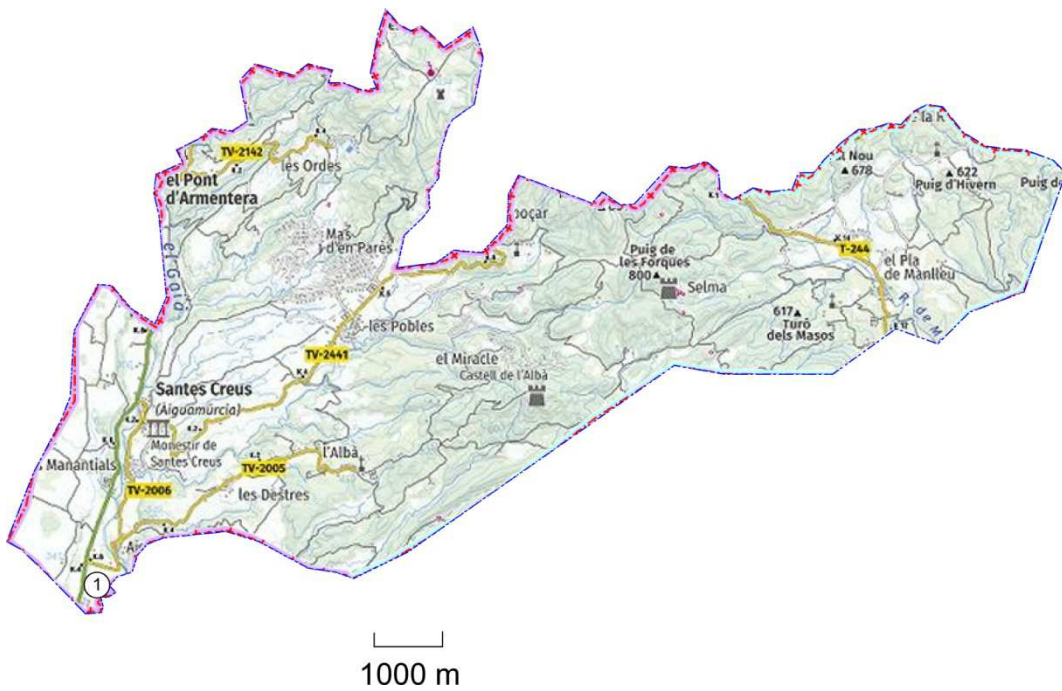 TV-2142
les Ordes
el Pont
d'Armentera
el Gaià
Mas
d'en Parés
l Nou
678
622
Puig d'Hivern
Puig d
Puig de
les Forques
800
Selma
T-244
el Pla
de Manlleu
R. de M
617
Turó
dels Masos
les Pobles
TV-2441
el Miracle
Castell de l'Albà
Santes Creus
(Aiguamúrcia)
Monestir de
Santes Creus
Manantials
TV-2006
l'Albà
TV-2005
les Destres
1
1000 m